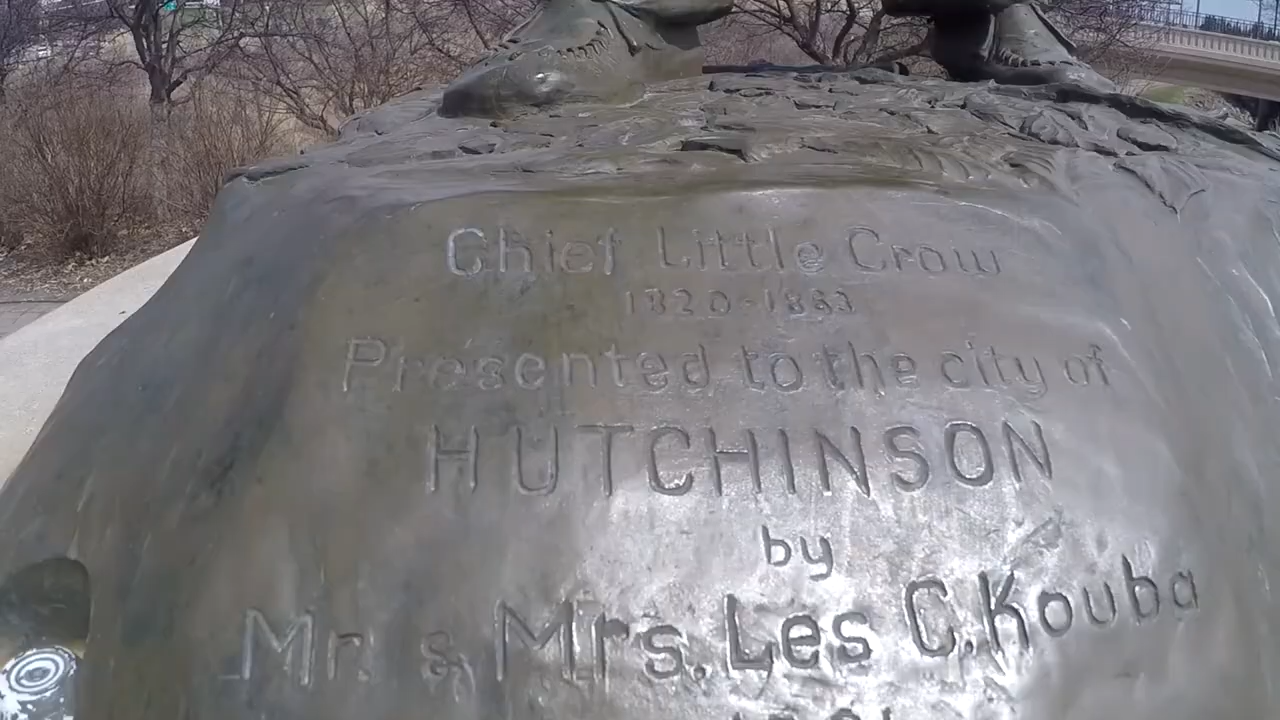 Chief Little Crow
1820-1863
Presented to the city of
HUTCHINSON
by
Mr. & Mrs. Les C. Kouba